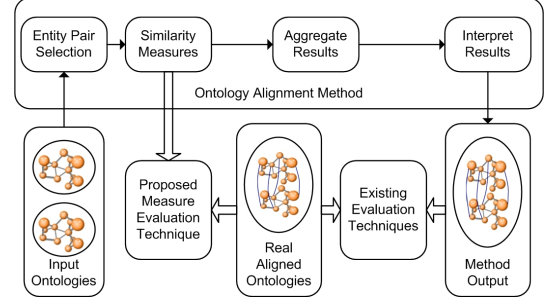 Entity Pair
Selection
Similarity
Measures
Aggregate
Results
Interpret
Results
Ontology Alignment Method
Input
Ontologies
Proposed
Measure
Evaluation
Technique
Real
Aligned
Ontologies
Existing
Evaluation
Techniques
Method
Output